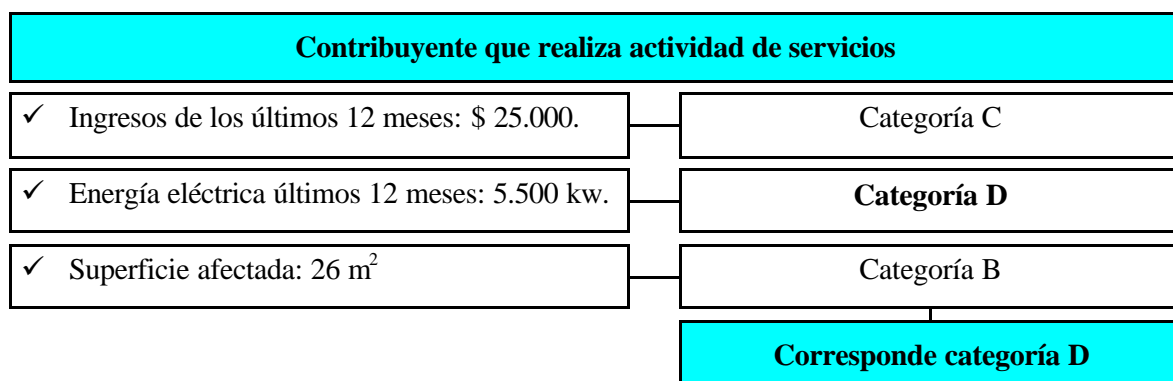 Contribuyente que realiza actividad de servicios
✓ Ingresos de los últimos 12 meses: $ 25.000.
Categoría C
✓ Energía eléctrica últimos 12 meses: 5.500 kw.
Categoría D
✓ Superficie afectada: 26 m²
Categoría B
Corresponde categoría D